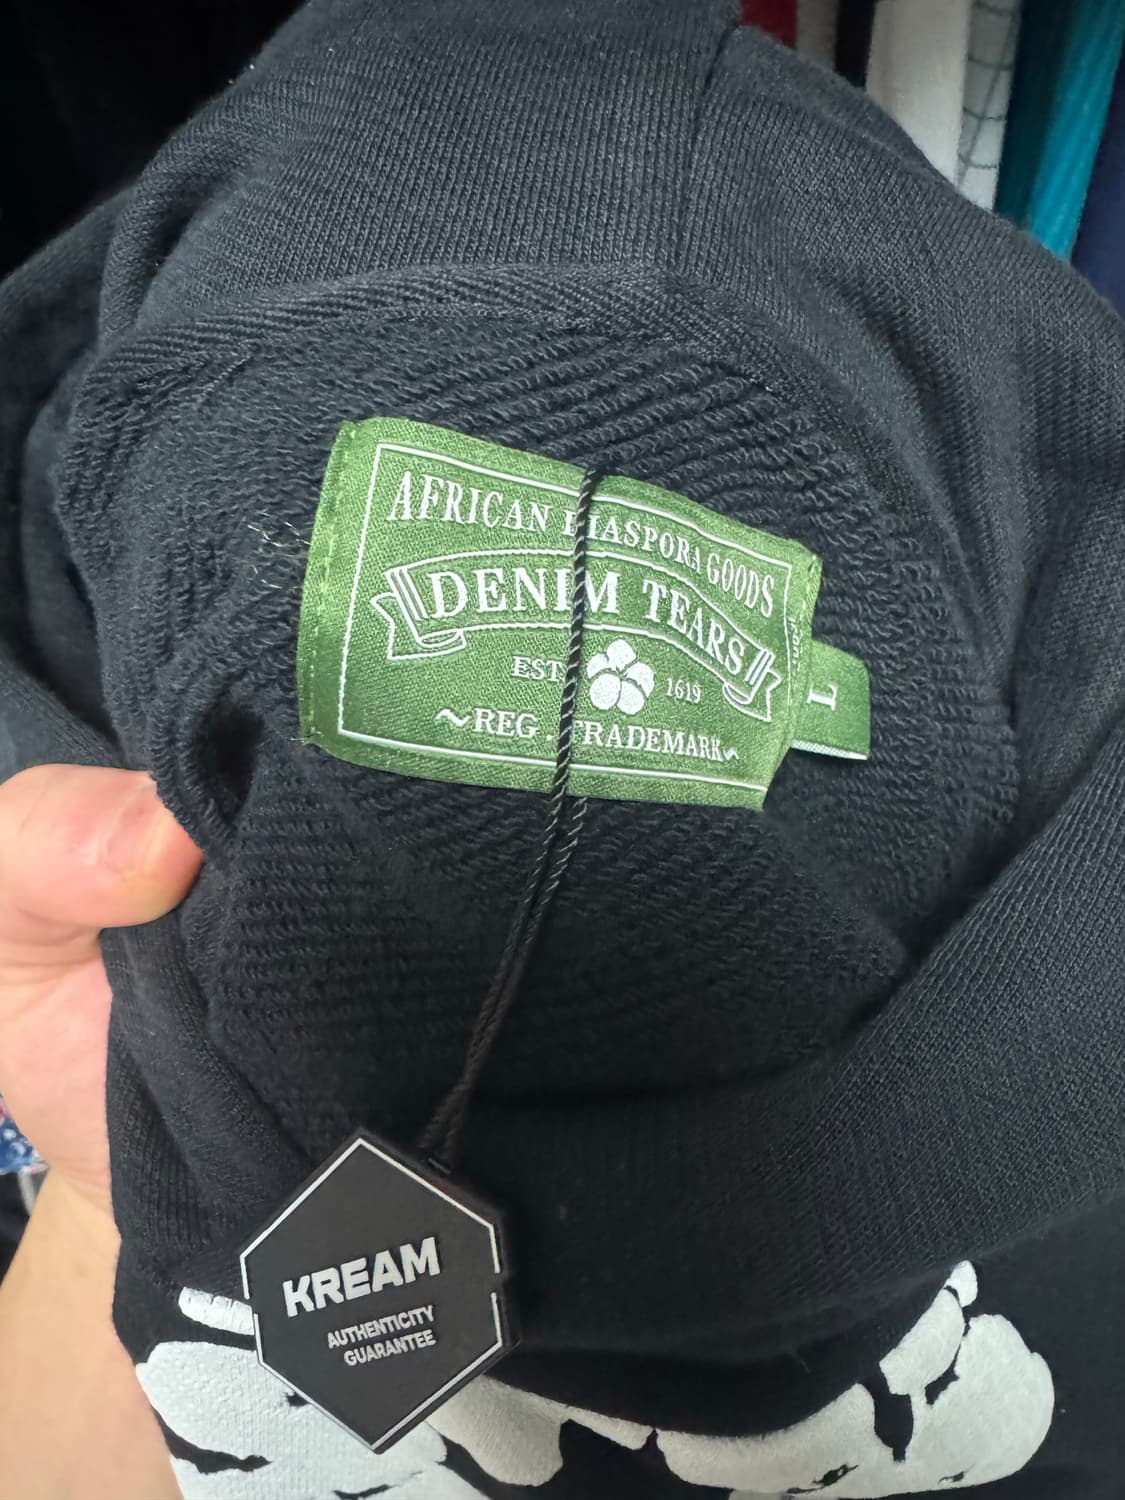 AFRICAN DIASPORA GOODS
DENIM TEARS
EST 1619
~REG. TRADEMARK~
L
KREAM
AUTHENTICITY
GUARANTEE